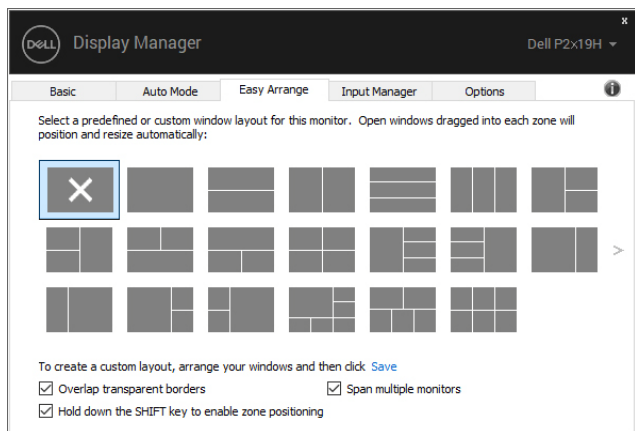 x
DELL Display Manager
Dell P2x19H
Basic Auto Mode Easy Arrange Input Manager Options i
Select a predefined or custom window layout for this monitor. Open windows dragged into each zone will
position and resize automatically:
>
To create a custom layout, arrange your windows and then click Save
Overlap transparent borders Span multiple monitors
Hold down the SHIFT key to enable zone positioning